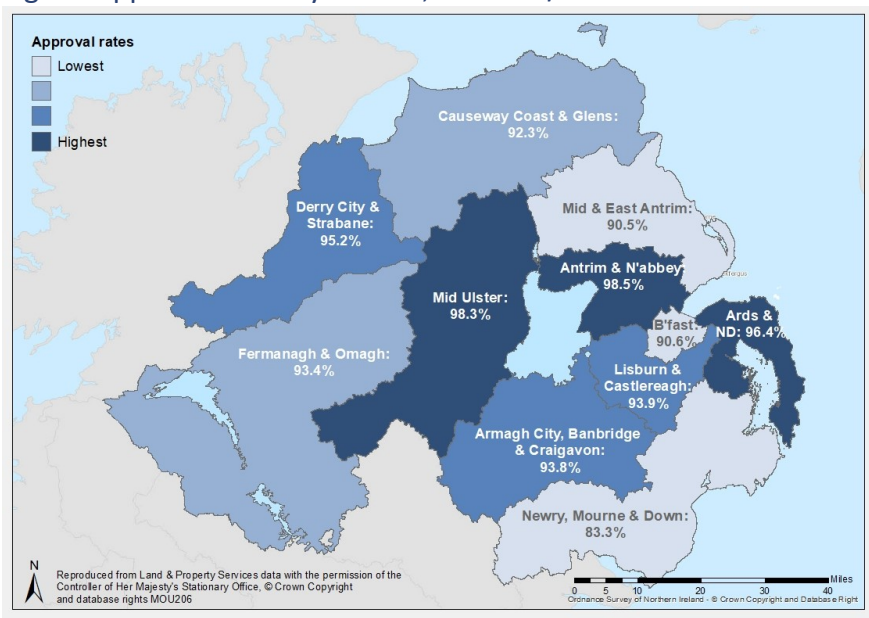 Approval rates
Lowest
Highest
Causeway Coast & Glens:
92.3%
Derry City &
Strabane:
95.2%
Mid & East Antrim:
90.5%
Antrim & N'abbey:
98.5%
Mid Ulster:
98.3%
Ards &
ND: 96.4%
B'fast:
90.6%
Fermanagh & Omagh:
93.4%
Lisburn &
Castlereagh:
93.9%
Armagh City, Banbridge
& Craigavon:
93.8%
Newry, Mourne & Down:
83.3%
N
Reproduced from Land & Property Services data with the permission of the
Controller of Her Majesty's Stationary Office, © Crown Copyright
and database rights MOU206
Miles
0 5 10 20 30 40
Ordnance Survey of Northern Ireland - © Crown Copyright and Database Right